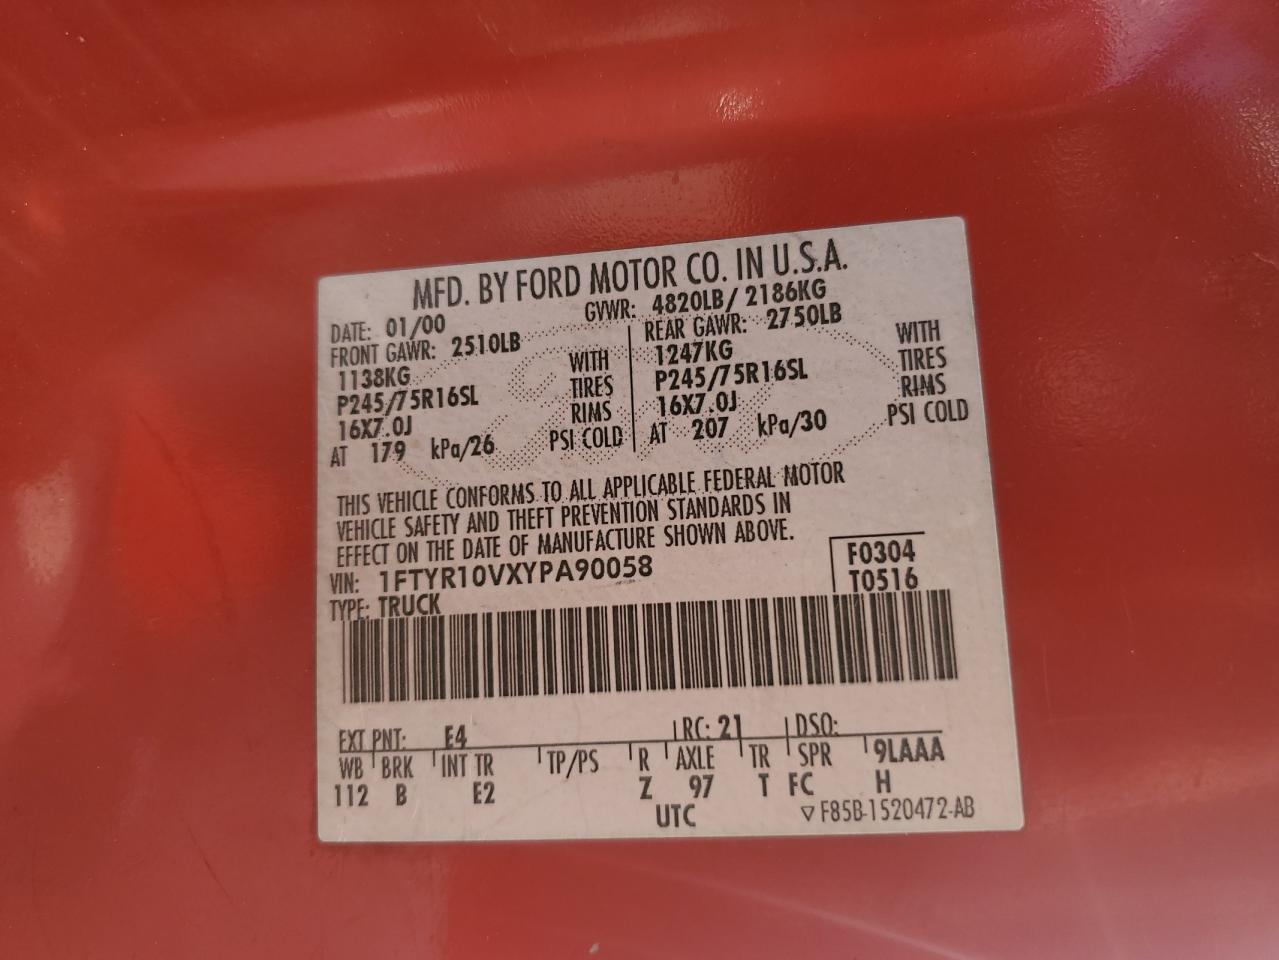 MFD. BY FORD MOTOR CO. IN U.S.A.
DATE: 01/00 GVWR: 4820LB/ 2186KG
FRONT GAWR: 2510LB REAR GAWR: 2750LB
1138KG WITH 1247KG WITH
P245/75R16SL TIRES P245/75R16SL TIRES
16X7.0J RIMS 16X7.0J RIMS
AT 179 kPa/26 PSI COLD AT 207 kPa/30 PSI COLD
THIS VEHICLE CONFORMS TO ALL APPLICABLE FEDERAL MOTOR
VEHICLE SAFETY AND THEFT PREVENTION STANDARDS IN
EFFECT ON THE DATE OF MANUFACTURE SHOWN ABOVE.
VIN: 1FTYR10VXYPA90058 F0304
TYPE: TRUCK T0516
EXT PNT: E4 RC: 21 DSO:
WB BRK INT TR TP/PS R AXLE TR SPR 9LAAA
112 B E2 Z 97 T FC H
UTC ▽F85B-1520472-AB